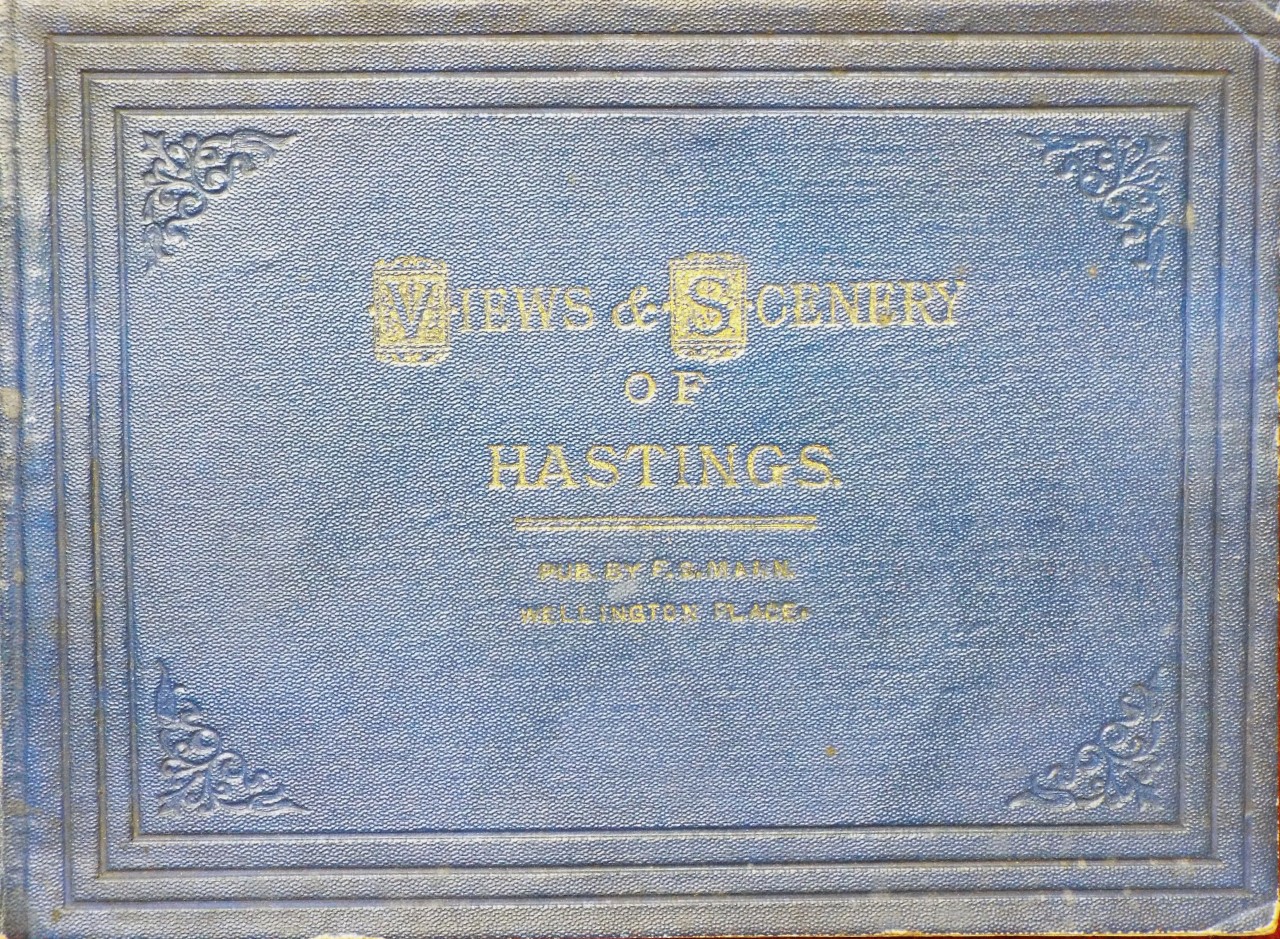 VIEWS & SCENERY
OF
HASTINGS.
PUB. BY F. S. MANN.
WELLINGTON PLACE.